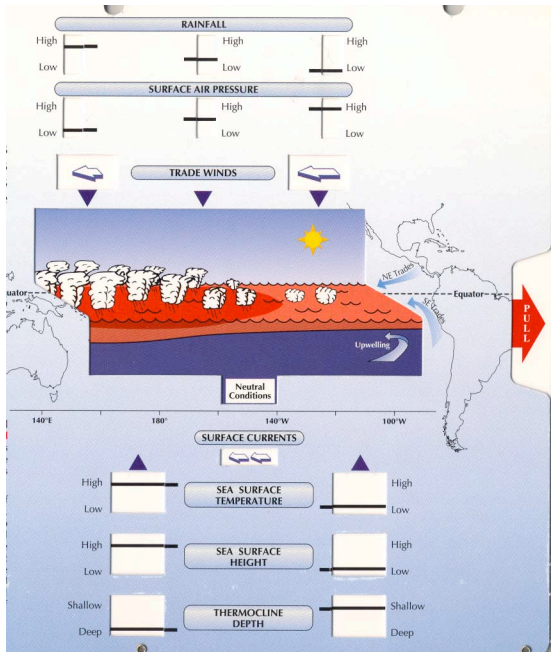 RAINFALL
High High High
Low Low Low
SURFACE AIR PRESSURE
High High High
Low Low Low
TRADE WINDS
NE Trades
uator
Equator
SE Trades
PULL
Upwelling
Neutral
Conditions
140°E 180° 140°W 100°W
SURFACE CURRENTS
High High
SEA SURFACE
TEMPERATURE
Low Low
High High
SEA SURFACE
HEIGHT
Low Low
Shallow Shallow
THERMOCLINE
DEPTH
Deep Deep